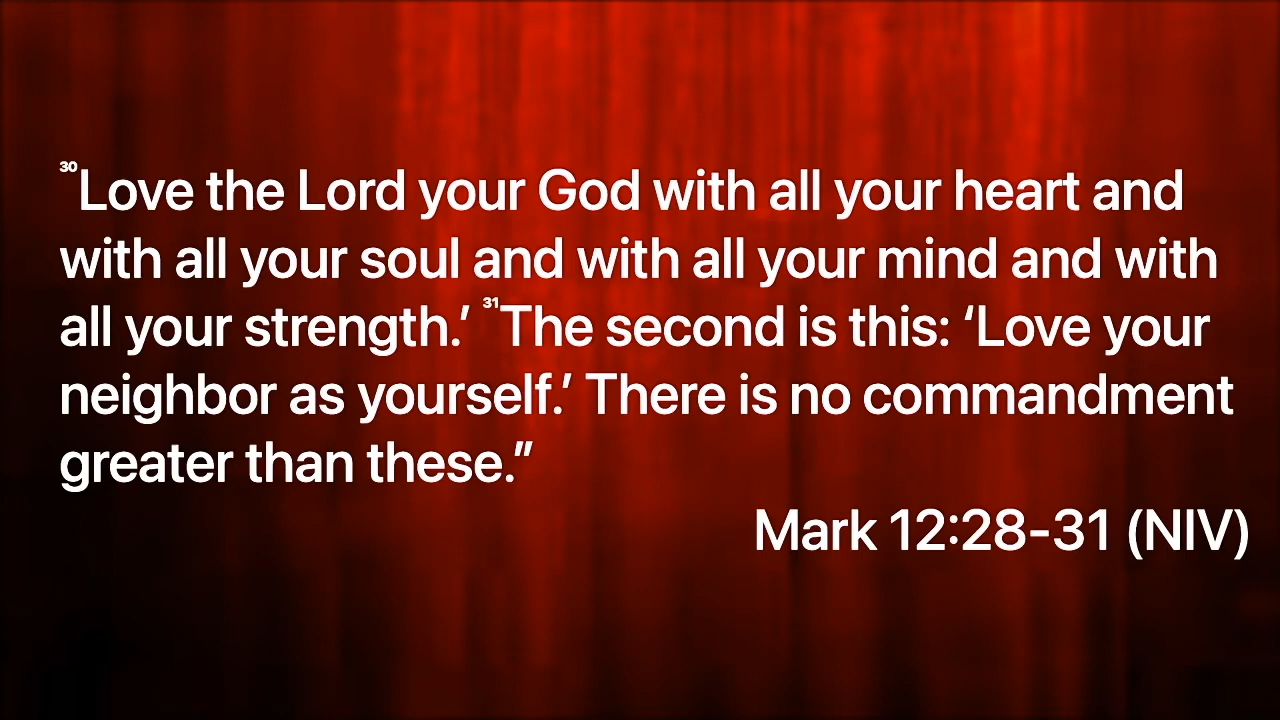 30Love the Lord your God with all your heart and
with all your soul and with all your mind and with
all your strength.’ 31The second is this: ‘Love your
neighbor as yourself.’ There is no commandment
greater than these.”
Mark 12:28-31 (NIV)